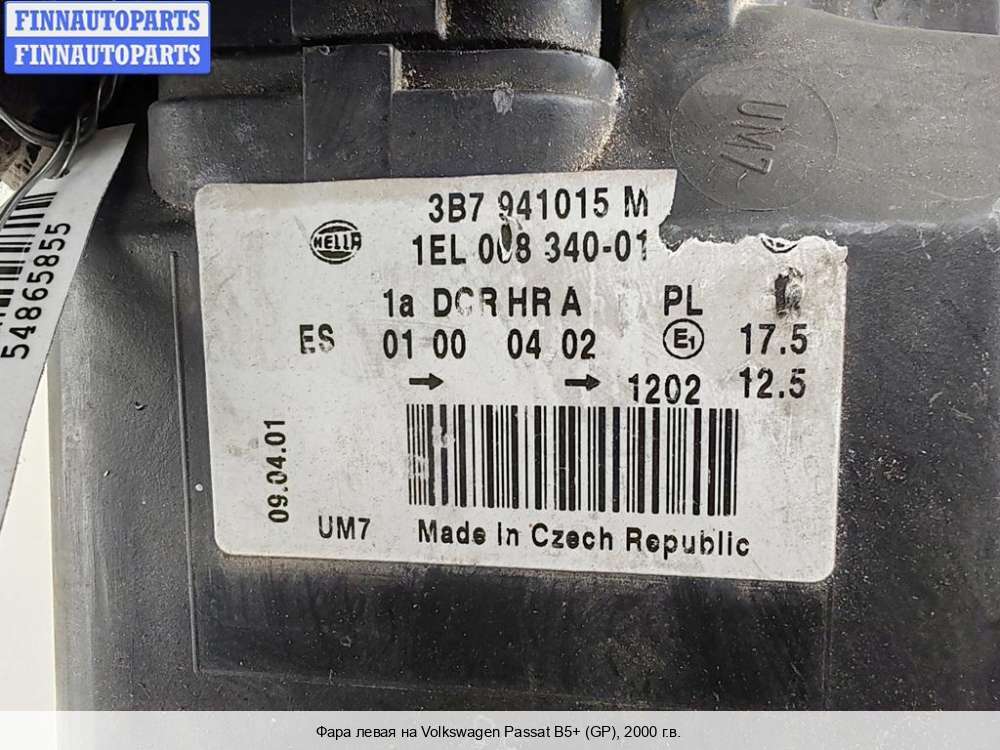 FINNAUTOPARTS
FINNAUTOPARTS
54865855
UM7
3B7 941015 M
HELLA
1EL 008 340-01
1a DCR HR A PL
ES 01 00 04 02 E1 17.5
1202 12.5
09.04.01
UM7 Made In Czech Republic
Фара левая на Volkswagen Passat B5+ (GP), 2000 г.в.